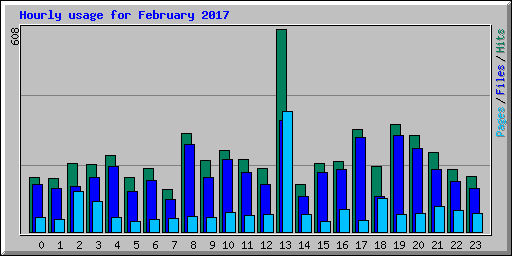 Hourly usage for February 2017
608
Pages / Files / Hits
0 1 2 3 4 5 6 7 8 9 10 11 12 13 14 15 16 17 18 19 20 21 22 23